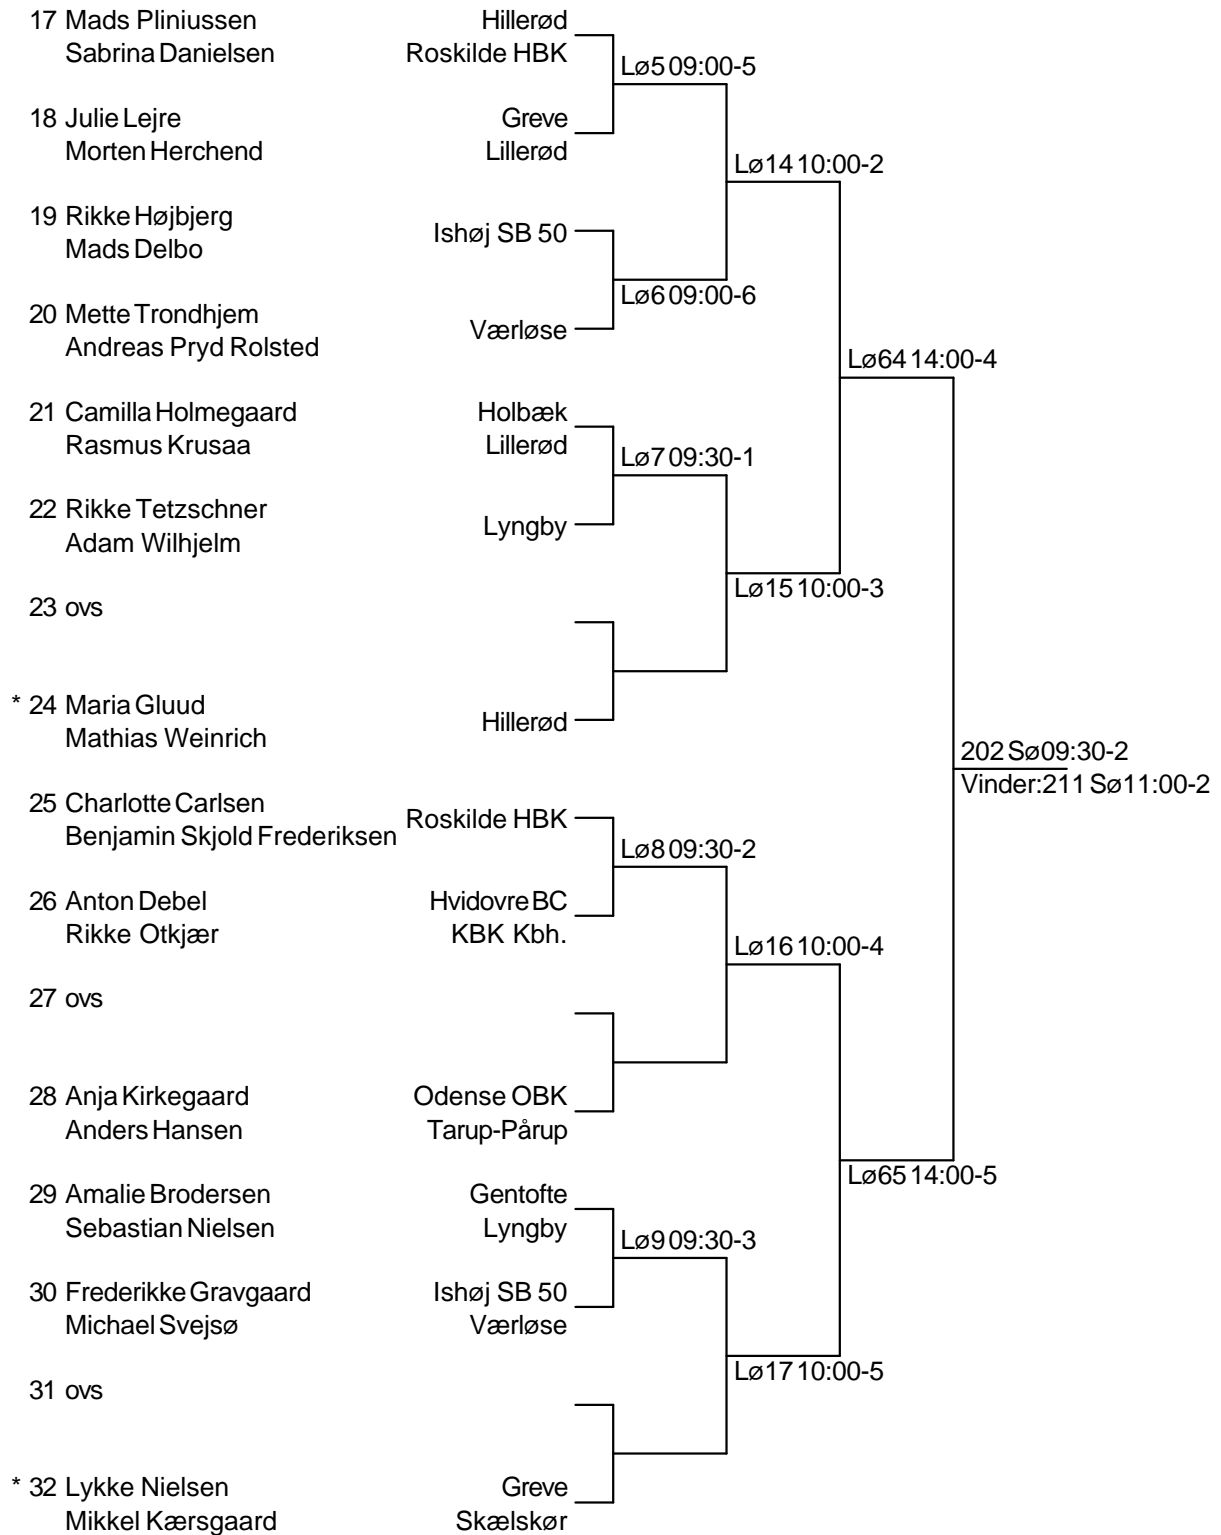 17 Mads Pliniussen Hillerød
Sabrina Danielsen Roskilde HBK
Lø5 09:00-5
18 Julie Lejre Greve
Morten Herchend Lillerød
Lø14 10:00-2
19 Rikke Højbjerg Ishøj SB 50
Mads Delbo
Lø6 09:00-6
20 Mette Trondhjem Værløse
Andreas Pryd Rolsted
Lø64 14:00-4
21 Camilla Holmegaard Holbæk
Rasmus Krusaa Lillerød
Lø7 09:30-1
22 Rikke Tetzschner Lyngby
Adam Wilhjelm
Lø15 10:00-3
23 ovs
* 24 Maria Gluud Hillerød
Mathias Weinrich
202 Sø09:30-2
Vinder:211 Sø11:00-2
25 Charlotte Carlsen Roskilde HBK
Benjamin Skjold Frederiksen
Lø8 09:30-2
26 Anton Debel Hvidovre BC
Rikke Otkjær KBK Kbh.
Lø16 10:00-4
27 ovs
28 Anja Kirkegaard Odense OBK
Anders Hansen Tarup-Pårup
Lø65 14:00-5
29 Amalie Brodersen Gentofte
Sebastian Nielsen Lyngby
Lø9 09:30-3
30 Frederikke Gravgaard Ishøj SB 50
Michael Svejsø Værløse
Lø17 10:00-5
31 ovs
* 32 Lykke Nielsen Greve
Mikkel Kærsgaard Skælskør